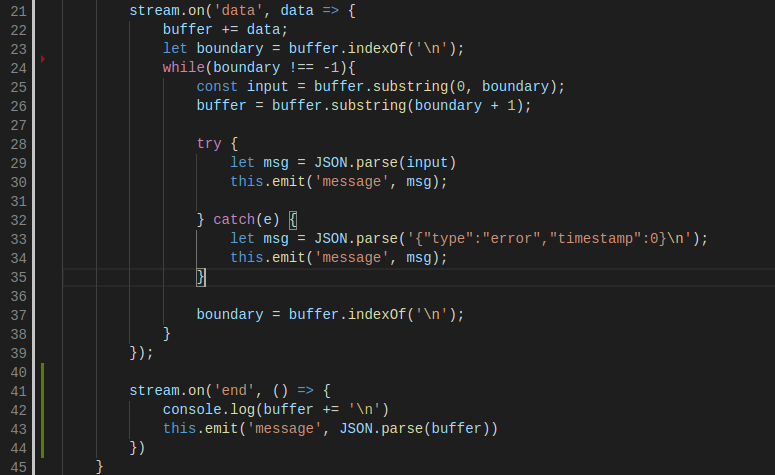 21 stream.on('data', data => {
22 buffer += data;
23 let boundary = buffer.indexOf('\n');
24 while(boundary !== -1){
25 const input = buffer.substring(0, boundary);
26 buffer = buffer.substring(boundary + 1);
27
28 try {
29 let msg = JSON.parse(input)
30 this.emit('message', msg);
31
32 } catch(e) {
33 let msg = JSON.parse('{"type":"error","timestamp":0}\n');
34 this.emit('message', msg);
35 }
36
37 boundary = buffer.indexOf('\n');
38 }
39 });
40
41 stream.on('end', () => {
42 console.log(buffer += '\n')
43 this.emit('message', JSON.parse(buffer))
44 })
45 }